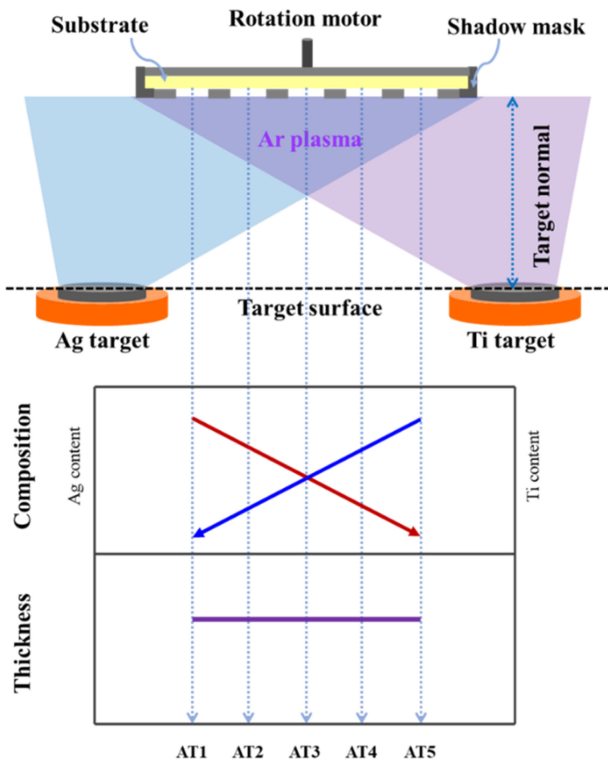 Rotation motor
Substrate
Shadow mask
Ar plasma
Target normal
Target surface
Ag target
Ti target
Composition
Ag content
Ti content
Thickness
AT1 AT2 AT3 AT4 AT5